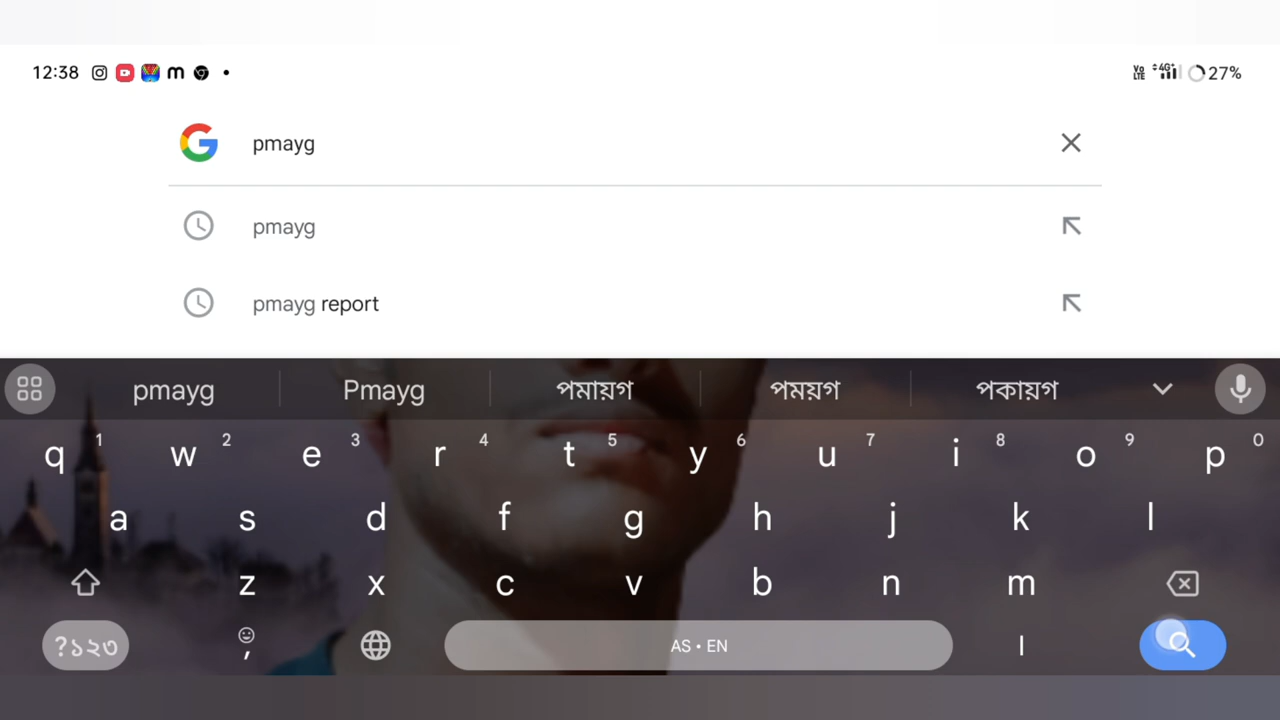 12:38 27%
pmayg
pmayg
pmayg report
pmayg Pmayg পমায়গ পময়গ পকায়গ
q 1 w 2 e 3 r 4 t 5 y 6 u 7 i 8 o 9 p 0
a s d f g h j k l
z x c v b n m
?১২৩ , AS • EN ।